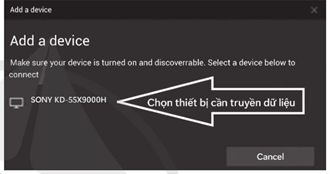 Add a device
Add a device
Make sure your device is turned on and discoverrable. Select a device below to
connect
SONY KD-55X9000H
Chọn thiết bị cần truyền dữ liệu
Cancel